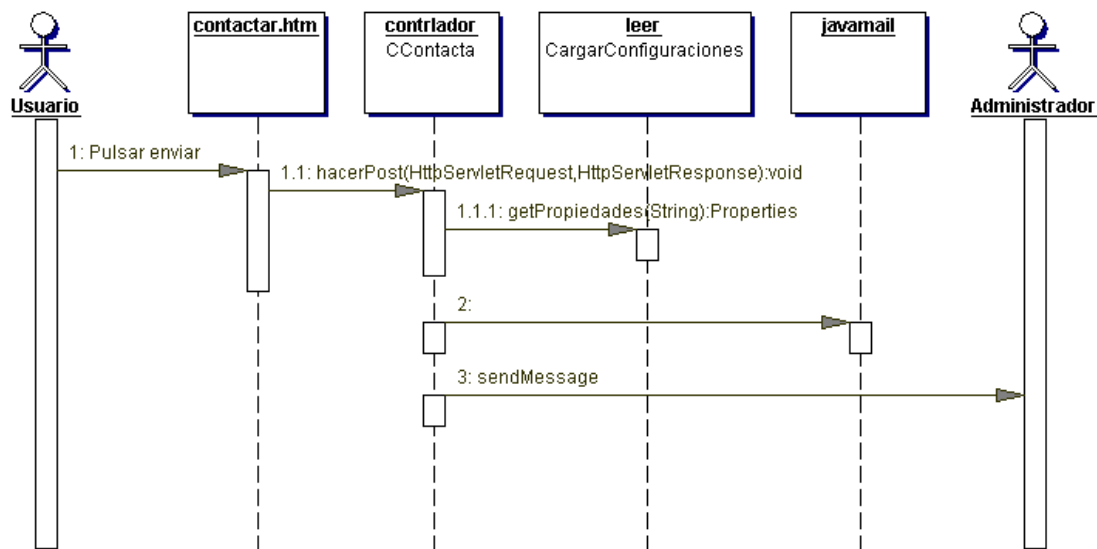 contactar.htm
contrlador
CContacta
leer
CargarConfiguraciones
javamail
Usuario
Administrador
1: Pulsar enviar
1.1: hacerPost(HttpServletRequest,HttpServletResponse):void
1.1.1: getPropiedades(String):Properties
2:
3: sendMessage